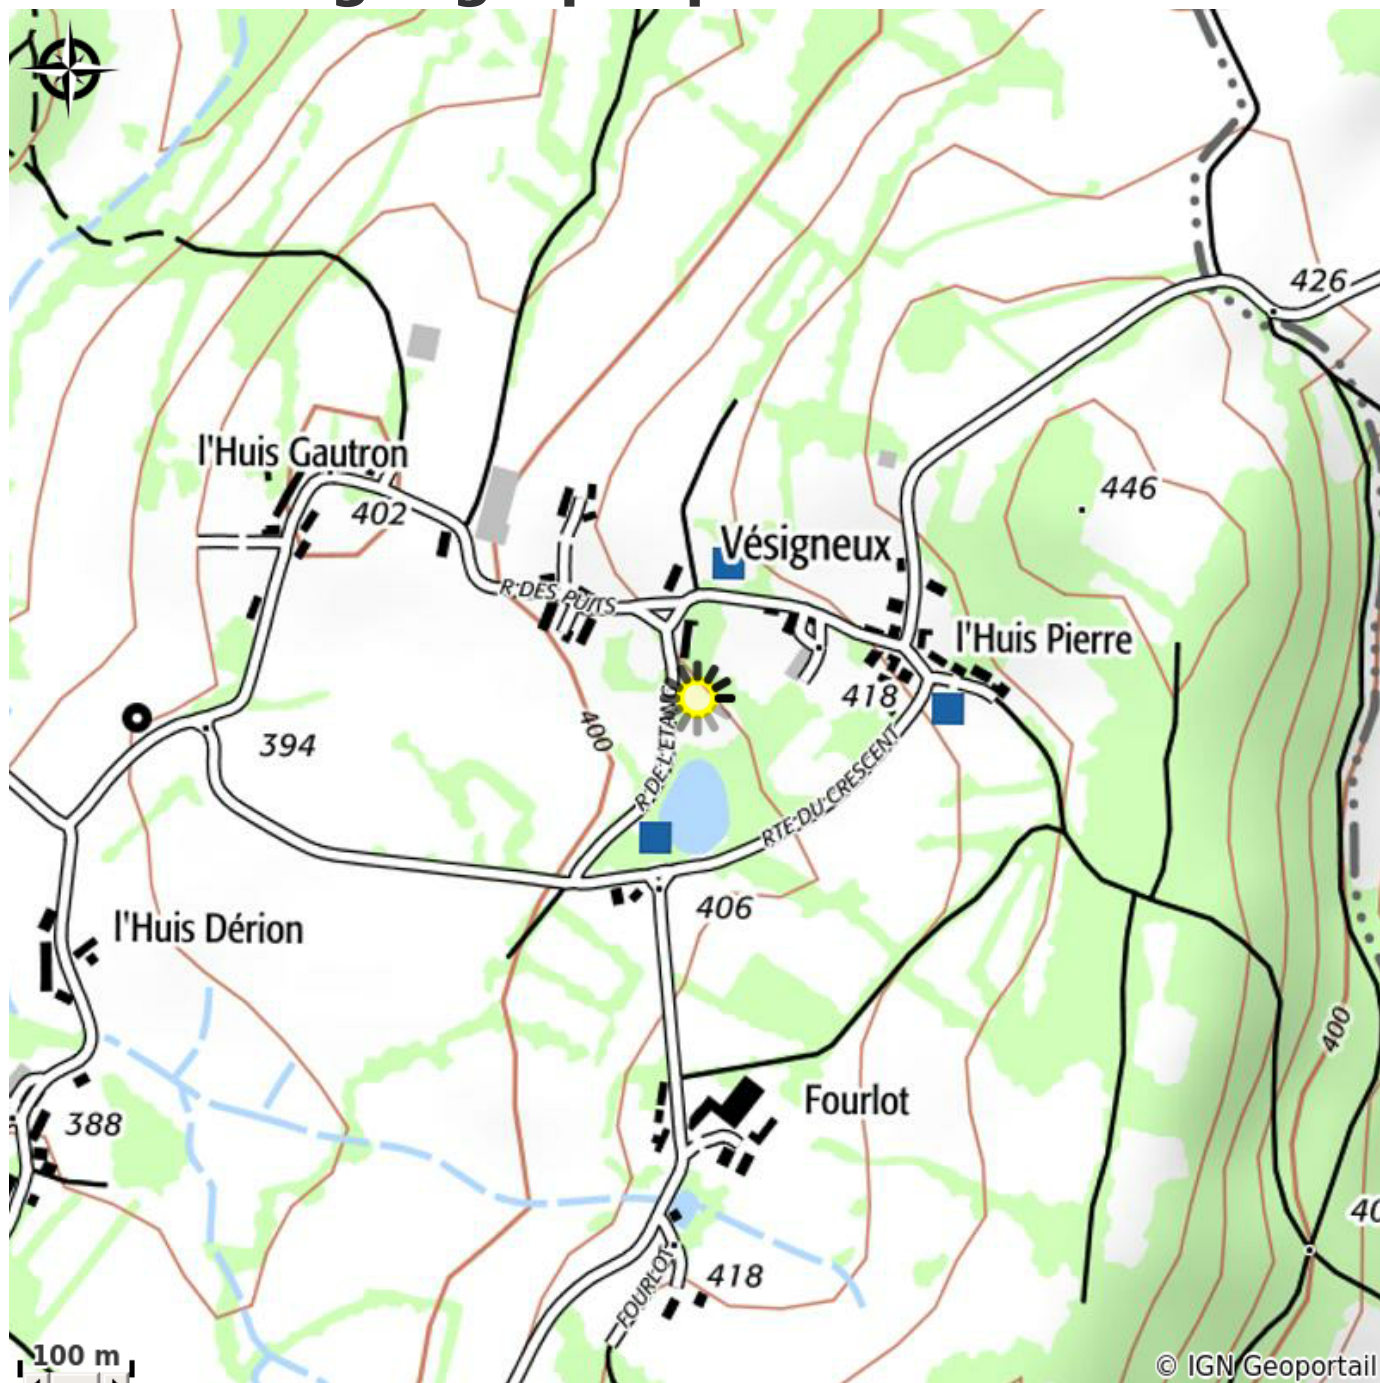 426
l'Huis Gautron
446
402
Vésigneux
R DES PUITS
l'Huis Pierre
418
394
400
R DE L'ETANG
RTE DU CRESCENT
406
l'Huis Dérion
400
Fourlot
388
40
418
FOURLOT
100 m
© IGN Geoportail